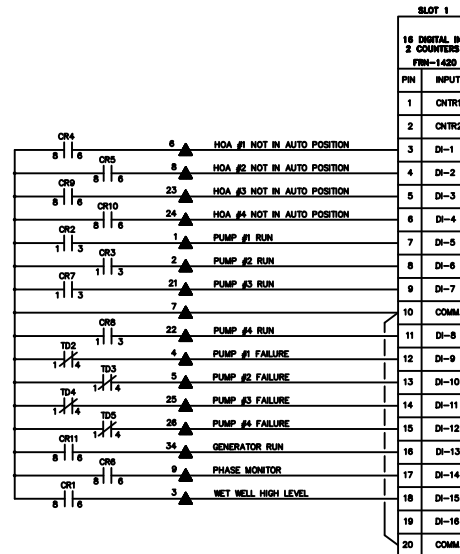 SLOT 1
16 DIGITAL IN
2 COUNTERS
FRN-1420
PIN INPUT
1 CNTR1
2 CNTR2
CR4 8 6 6 HOA #1 NOT IN AUTO POSITION 3 DI-1
CR5 8 6 8 HOA #2 NOT IN AUTO POSITION 4 DI-2
CR9 8 6 23 HOA #3 NOT IN AUTO POSITION 5 DI-3
CR10 8 6 24 HOA #4 NOT IN AUTO POSITION 6 DI-4
CR2 1 3 1 PUMP #1 RUN 7 DI-5
CR3 1 3 2 PUMP #2 RUN 8 DI-6
CR7 1 3 21 PUMP #3 RUN 9 DI-7
7 10 COMM
CR8 1 3 22 PUMP #4 RUN 11 DI-8
TD2 1 4 4 PUMP #1 FAILURE 12 DI-9
TD3 1 4 5 PUMP #2 FAILURE 13 DI-10
TD4 1 4 25 PUMP #3 FAILURE 14 DI-11
TD5 1 4 26 PUMP #4 FAILURE 15 DI-12
CR11 8 6 34 GENERATOR RUN 16 DI-13
CR6 8 6 9 PHASE MONITOR 17 DI-14
CR1 8 6 3 WET WELL HIGH LEVEL 18 DI-15
19 DI-16
20 COMM